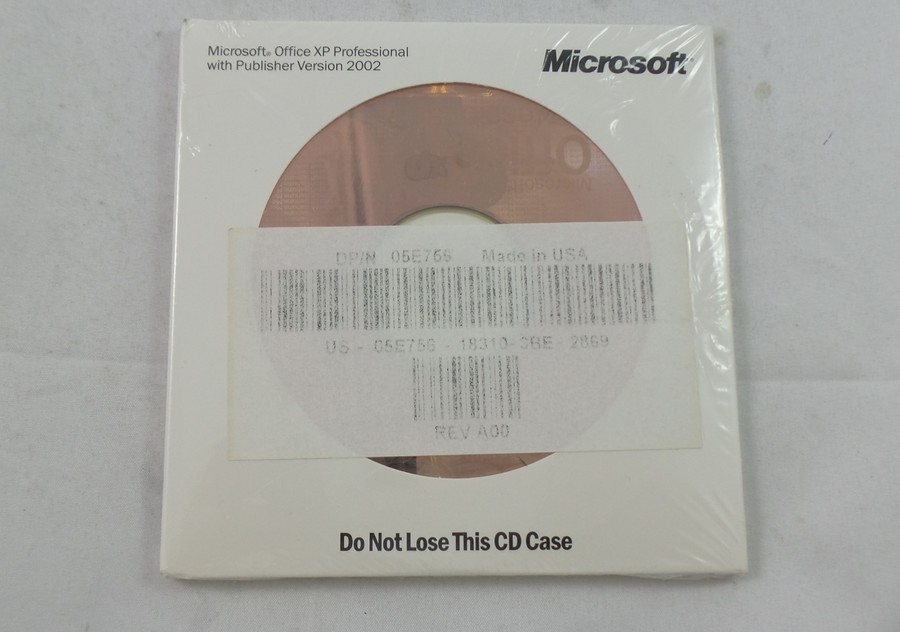 Microsoft® Office XP Professional
with Publisher Version 2002
Microsoft
DP/N 05E756 Made in USA
US - 05E756 - 18310- 3BE- 2869
REV A00
Do Not Lose This CD Case